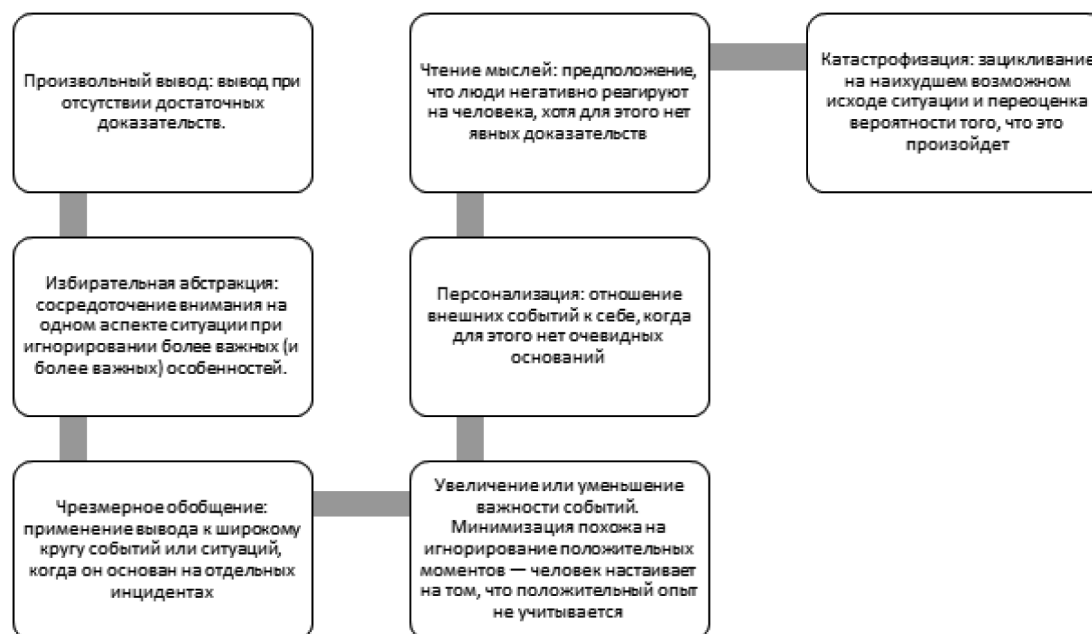 Произвольный вывод: вывод при
отсутствии достаточных
доказательств.
Избирательная абстракция:
сосредоточение внимания на
одном аспекте ситуации при
игнорировании более важных (и
более важных) особенностей.
Чрезмерное обобщение:
применение вывода к широкому
кругу событий или ситуаций,
когда он основан на отдельных
инцидентах
Увеличение или уменьшение
важности событий.
Минимизация похожа на
игнорирование положительных
моментов — человек настаивает
на том, что положительный опыт
не учитывается
Персонализация: отношение
внешних событий к себе, когда
для этого нет очевидных
оснований
Чтение мыслей: предположение,
что люди негативно реагируют
на человека, хотя для этого нет
явных доказательств
Катастрофизация: зацикливание
на наихудшем возможном
исходе ситуации и переоценка
вероятности того, что это
произойдет